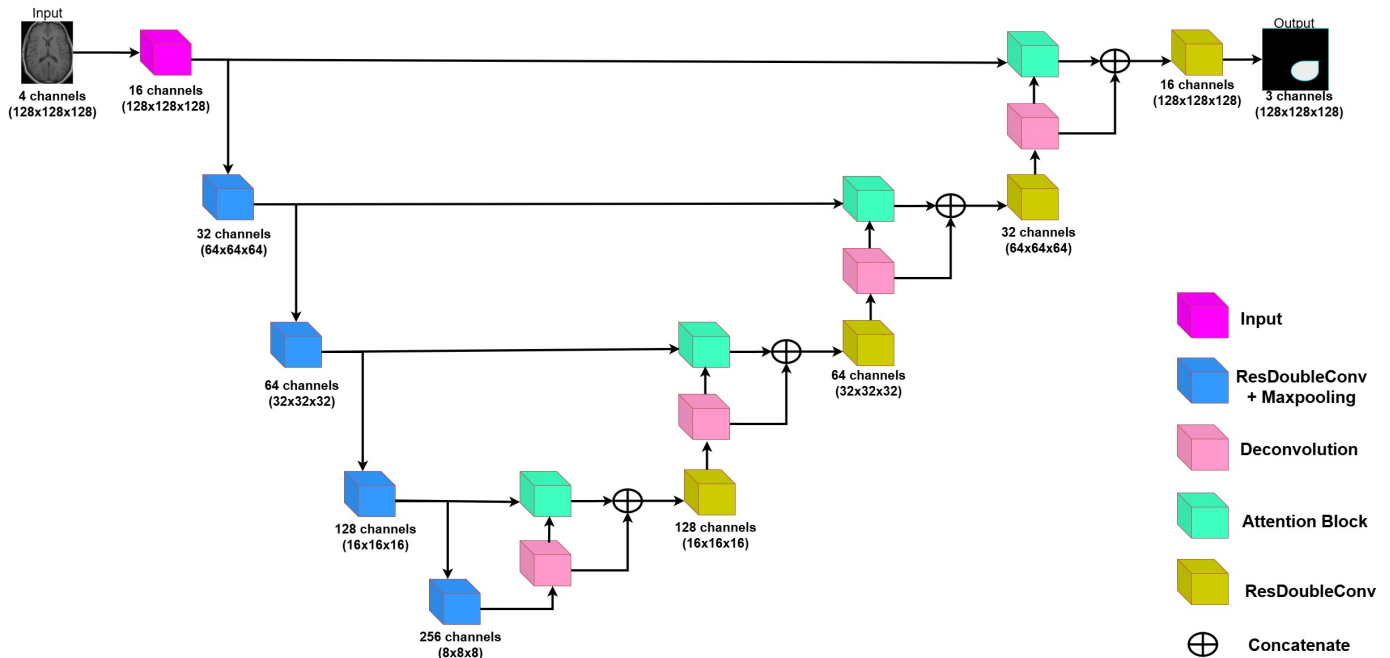 Input
4 channels
(128x128x128)
16 channels
(128x128x128)
Output
3 channels
(128x128x128)
16 channels
(128x128x128)
32 channels
(64x64x64)
32 channels
(64x64x64)
64 channels
(32x32x32)
64 channels
(32x32x32)
128 channels
(16x16x16)
128 channels
(16x16x16)
256 channels
(8x8x8)
Input
ResDoubleConv
+ Maxpooling
Deconvolution
Attention Block
ResDoubleConv
Concatenate